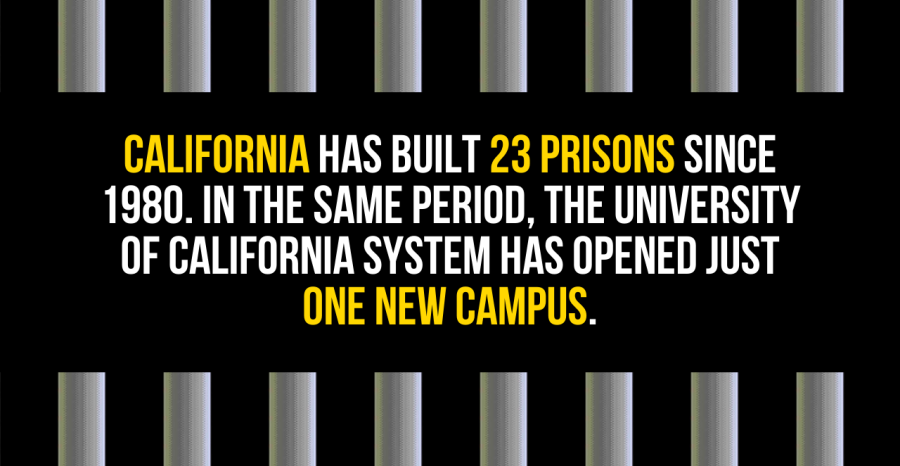 CALIFORNIA HAS BUILT 23 PRISONS SINCE
1980. IN THE SAME PERIOD, THE UNIVERSITY
OF CALIFORNIA SYSTEM HAS OPENED JUST
ONE NEW CAMPUS.